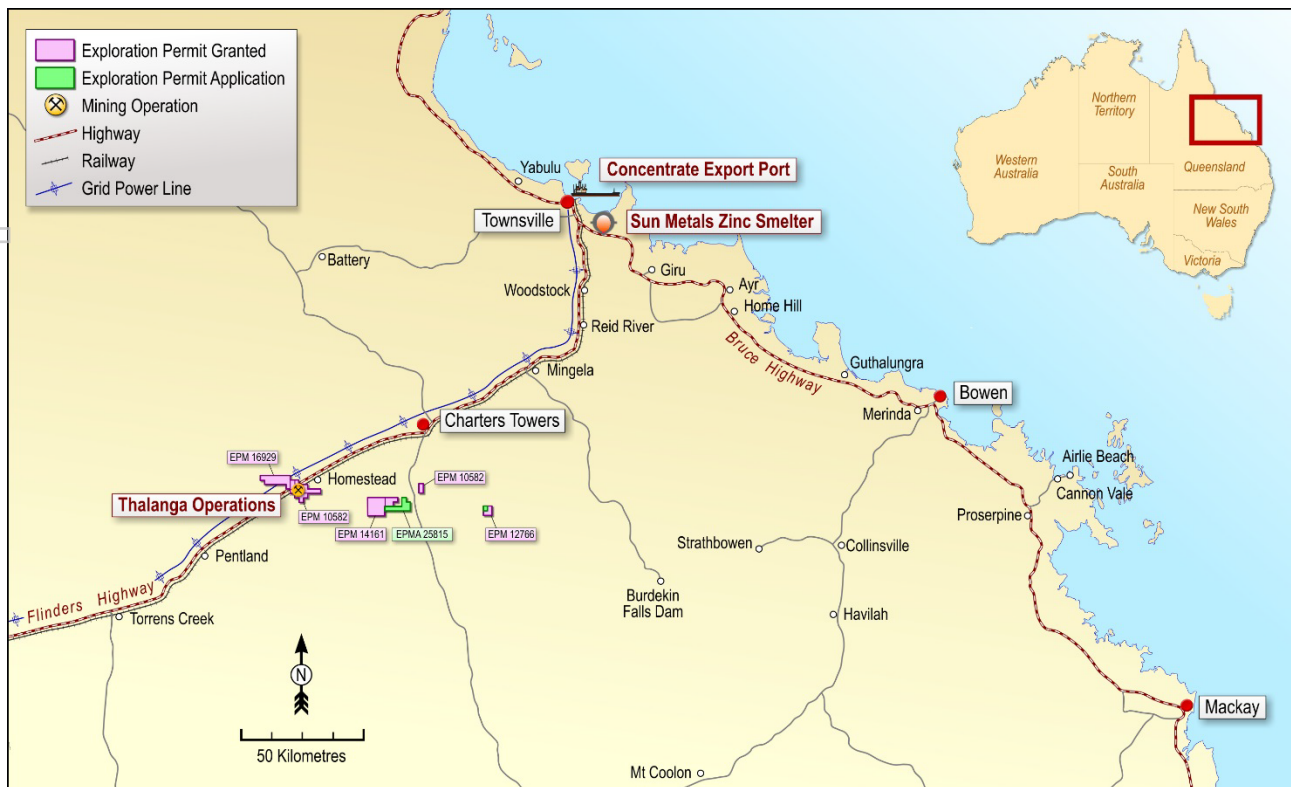 Exploration Permit Granted
Exploration Permit Application
Mining Operation
Highway
Railway
Grid Power Line
Northern
Territory
Western
Australia
South
Australia
Queensland
New South
Wales
Victoria
Yabulu
Concentrate Export Port
Townsville
Sun Metals Zinc Smelter
Battery
Giru
Woodstock
Ayr
Home Hill
Reid River
Bruce Highway
Mingela
Guthalungra
Bowen
Merinda
Charters Towers
EPM 16929
Homestead
EPM 10582
Airlie Beach
Cannon Vale
Thalanga Operations
EPM 10582
EPM 14161
EPMA 25815
EPM 12766
Proserpine
Pentland
Strathbowen
Collinsville
Flinders Highway
Burdekin
Falls Dam
Torrens Creek
Havilah
N
50 Kilometres
Mackay
Mt Coolon